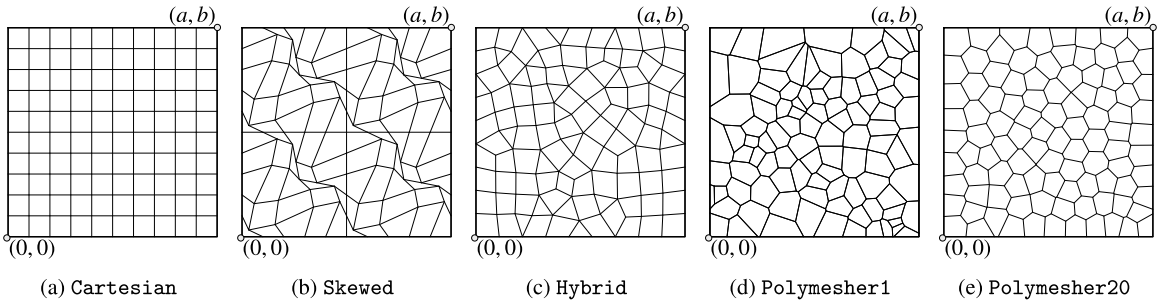 (a, b) (a, b) (a, b) (a, b) (a, b)
(0, 0) (0, 0) (0, 0) (0, 0) (0, 0)
(a) Cartesian (b) Skewed (c) Hybrid (d) Polymesher1 (e) Polymesher20